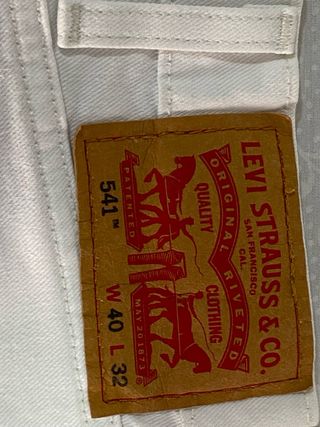 LEVI STRAUSS & CO.
SAN FRANCISCO
CAL.
ORIGINAL RIVETED
QUALITY CLOTHING
PATENTED MAY 20 1873
541™ W 40 L 32